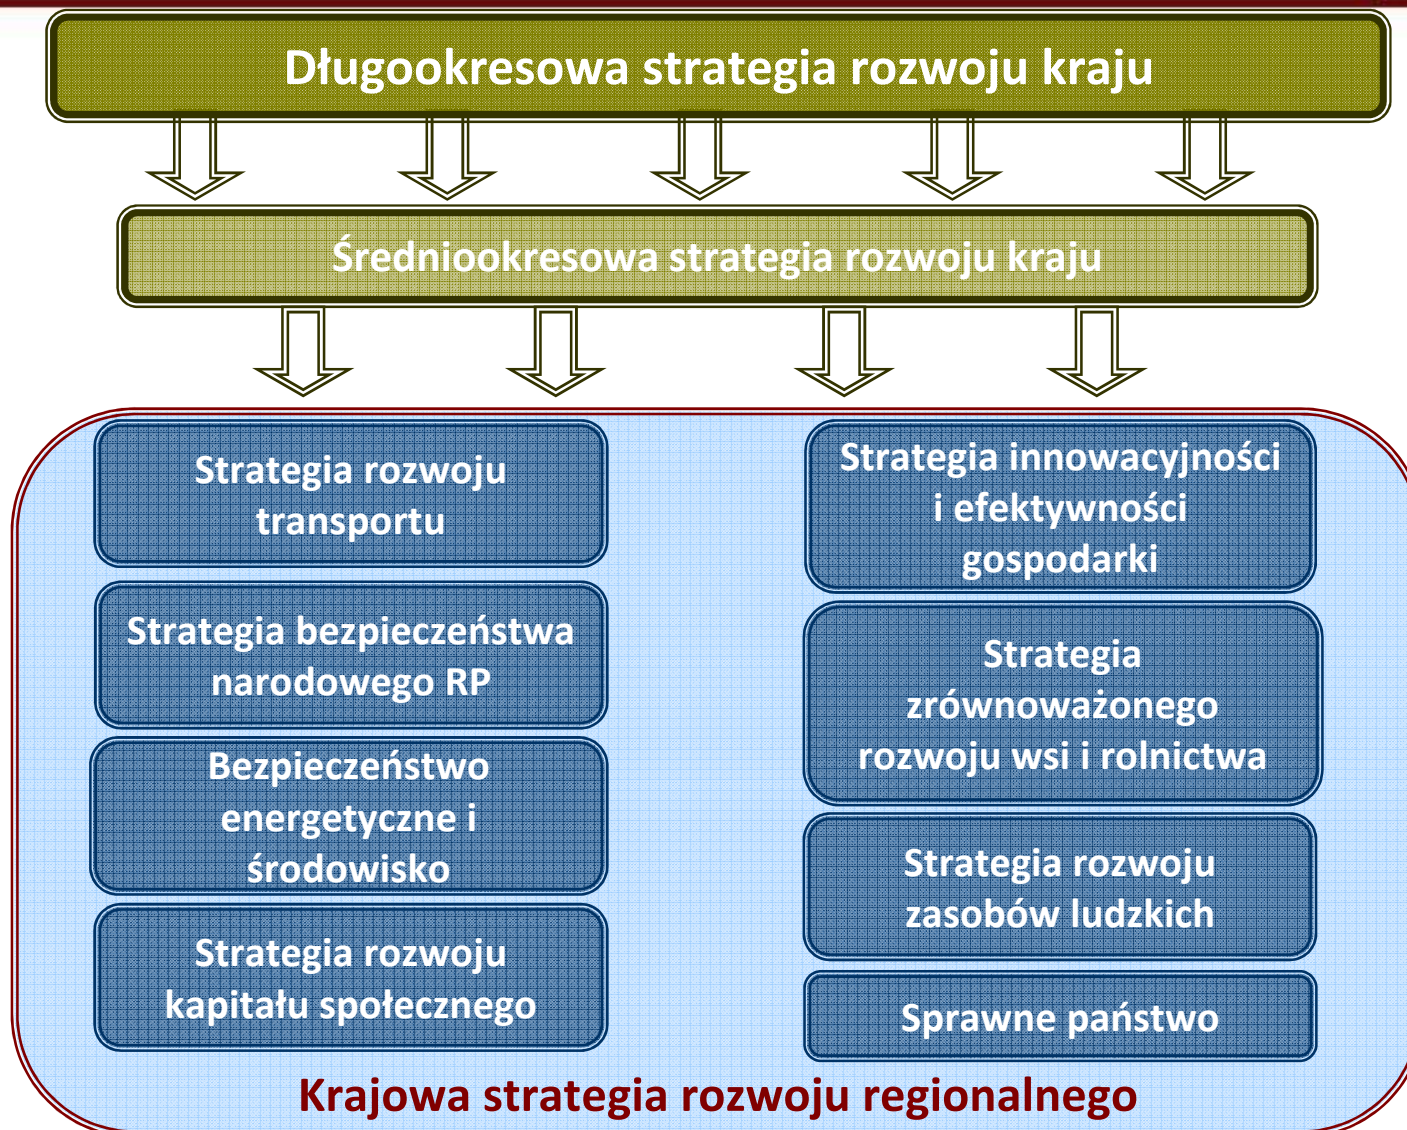 Długookresowa strategia rozwoju kraju
Średniookresowa strategia rozwoju kraju
Strategia rozwoju
transportu
Strategia bezpieczeństwa
narodowego RP
Bezpieczeństwo
energetyczne i
środowisko
Strategia rozwoju
kapitału społecznego
Strategia innowacyjności
i efektywności
gospodarki
Strategia
zrównoważonego
rozwoju wsi i rolnictwa
Strategia rozwoju
zasobów ludzkich
Sprawne państwo
Krajowa strategia rozwoju regionalnego